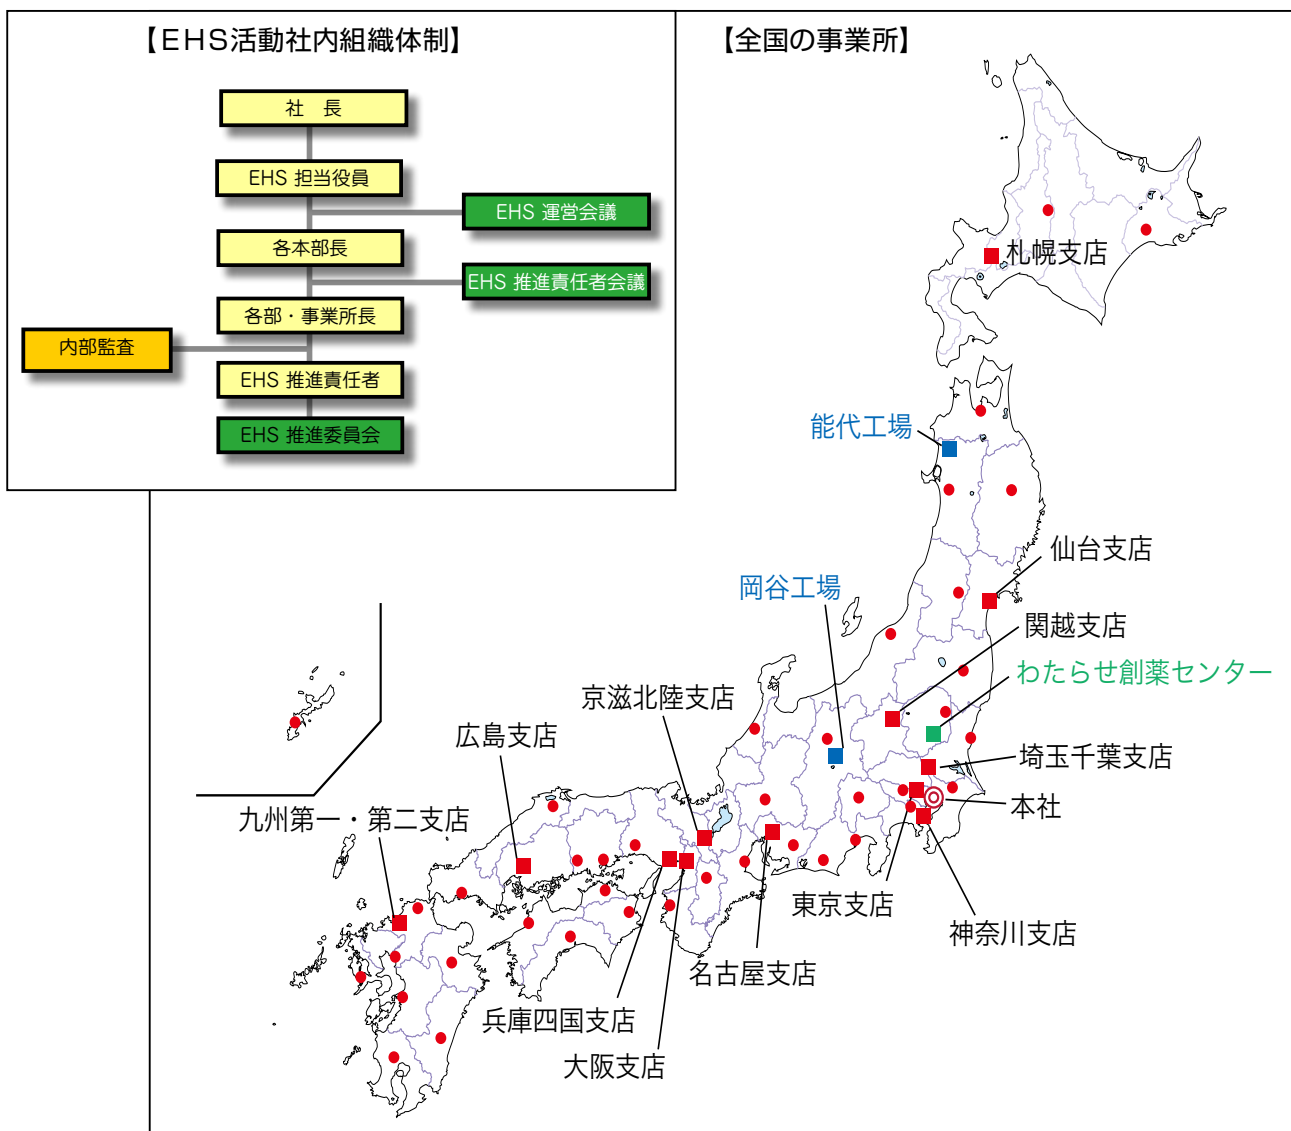 【EHS活動社内組織体制】
社　長
EHS 担当役員
EHS 運営会議
各本部長
EHS 推進責任者会議
各部・事業所長
内部監査
EHS 推進責任者
EHS 推進委員会
【全国の事業所】
札幌支店
能代工場
仙台支店
岡谷工場
関越支店
わたらせ創薬センター
京滋北陸支店
広島支店
埼玉千葉支店
本社
九州第一・第二支店
東京支店
神奈川支店
名古屋支店
兵庫四国支店
大阪支店